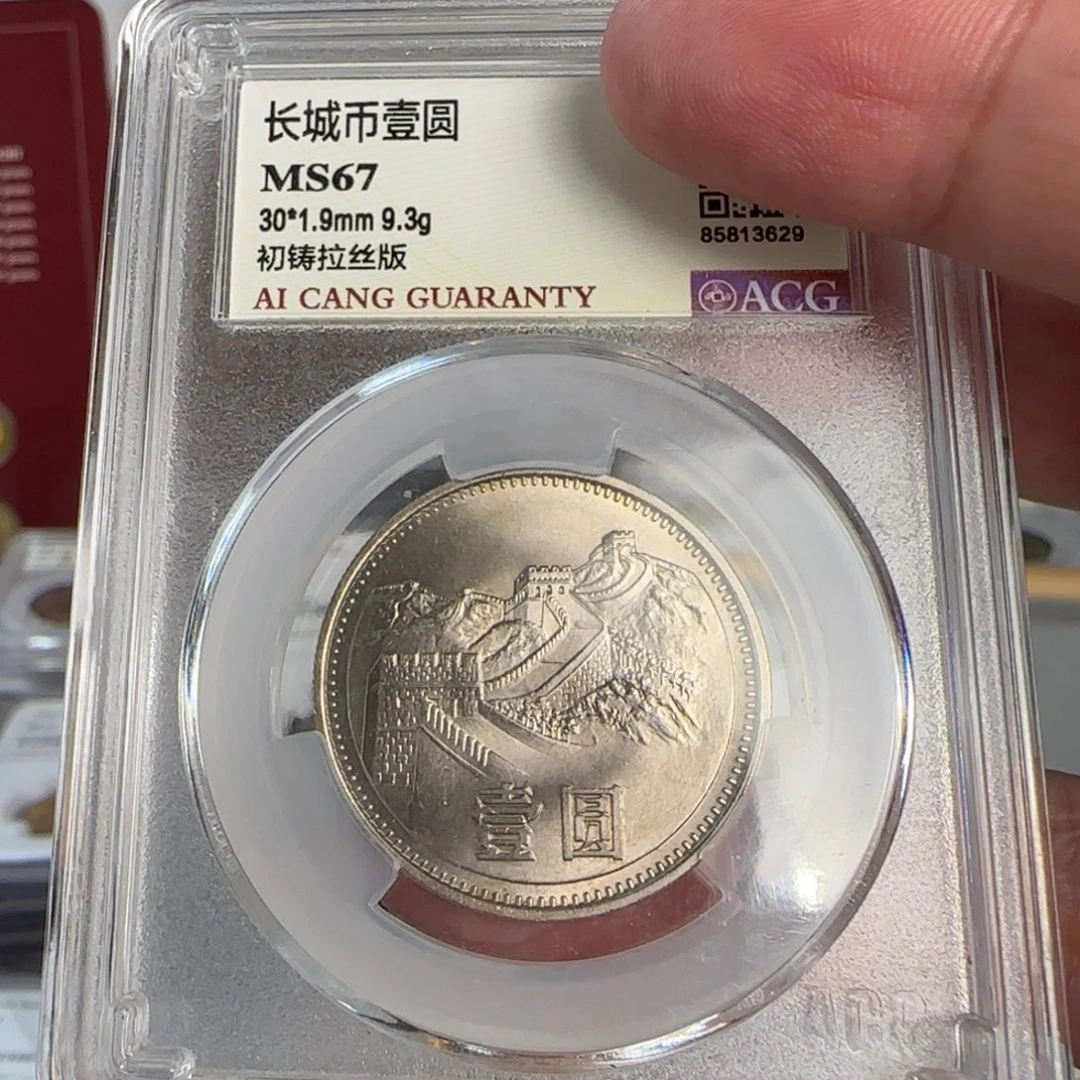 长城币壹圆
MS67
30*1.9mm 9.3g
初铸拉丝版
85813629
AI CANG GUARANTY
ACG
壹圆